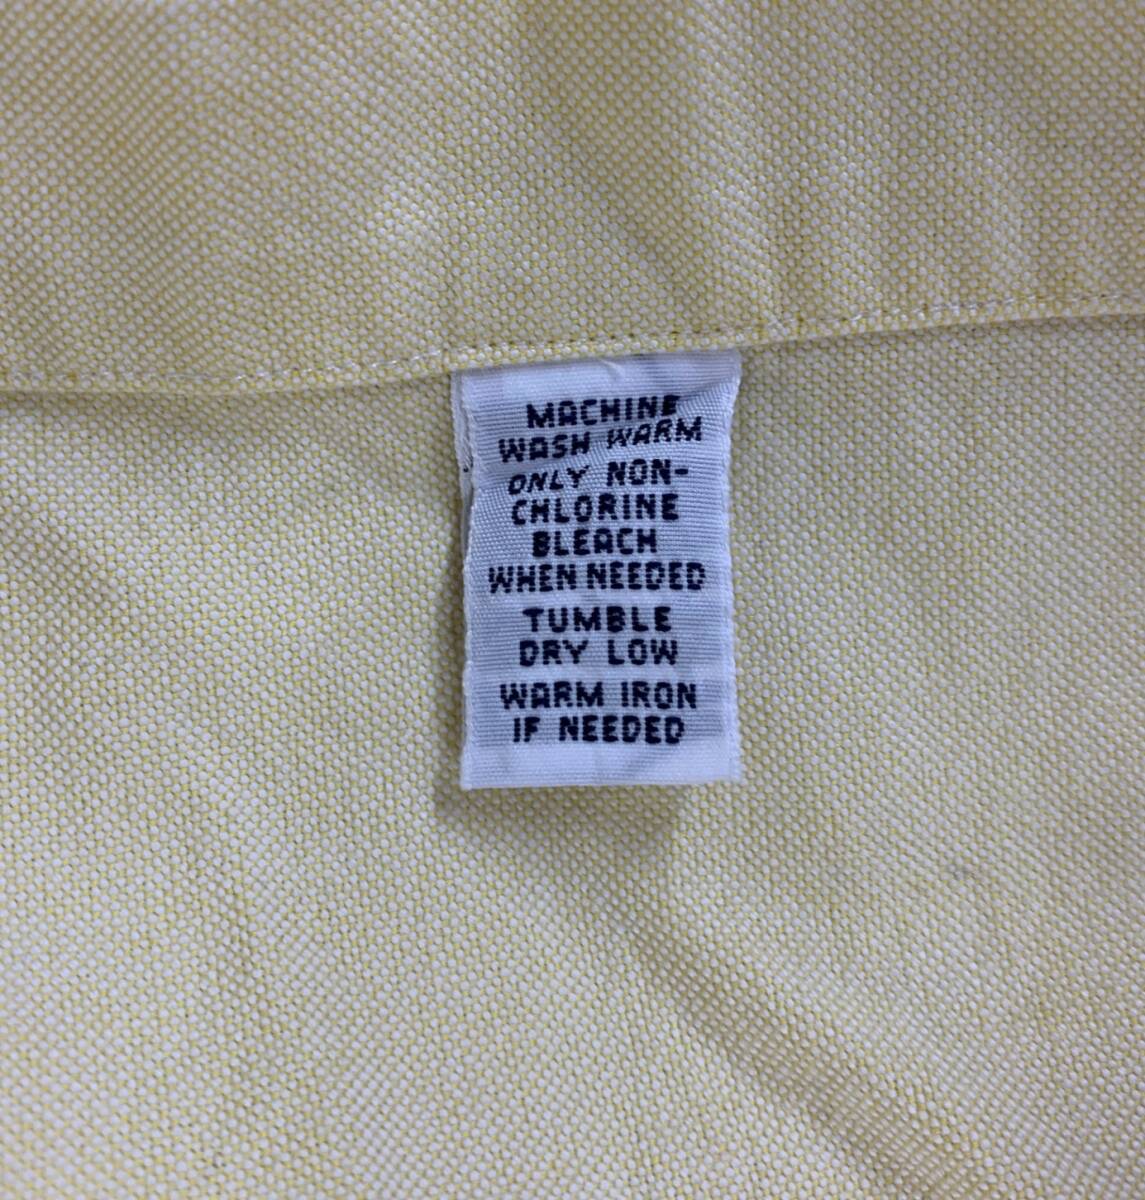 MACHINE
WASH WARM
ONLY NON-
CHLORINE
BLEACH
WHEN NEEDED
TUMBLE
DRY LOW
WARM IRON
IF NEEDED